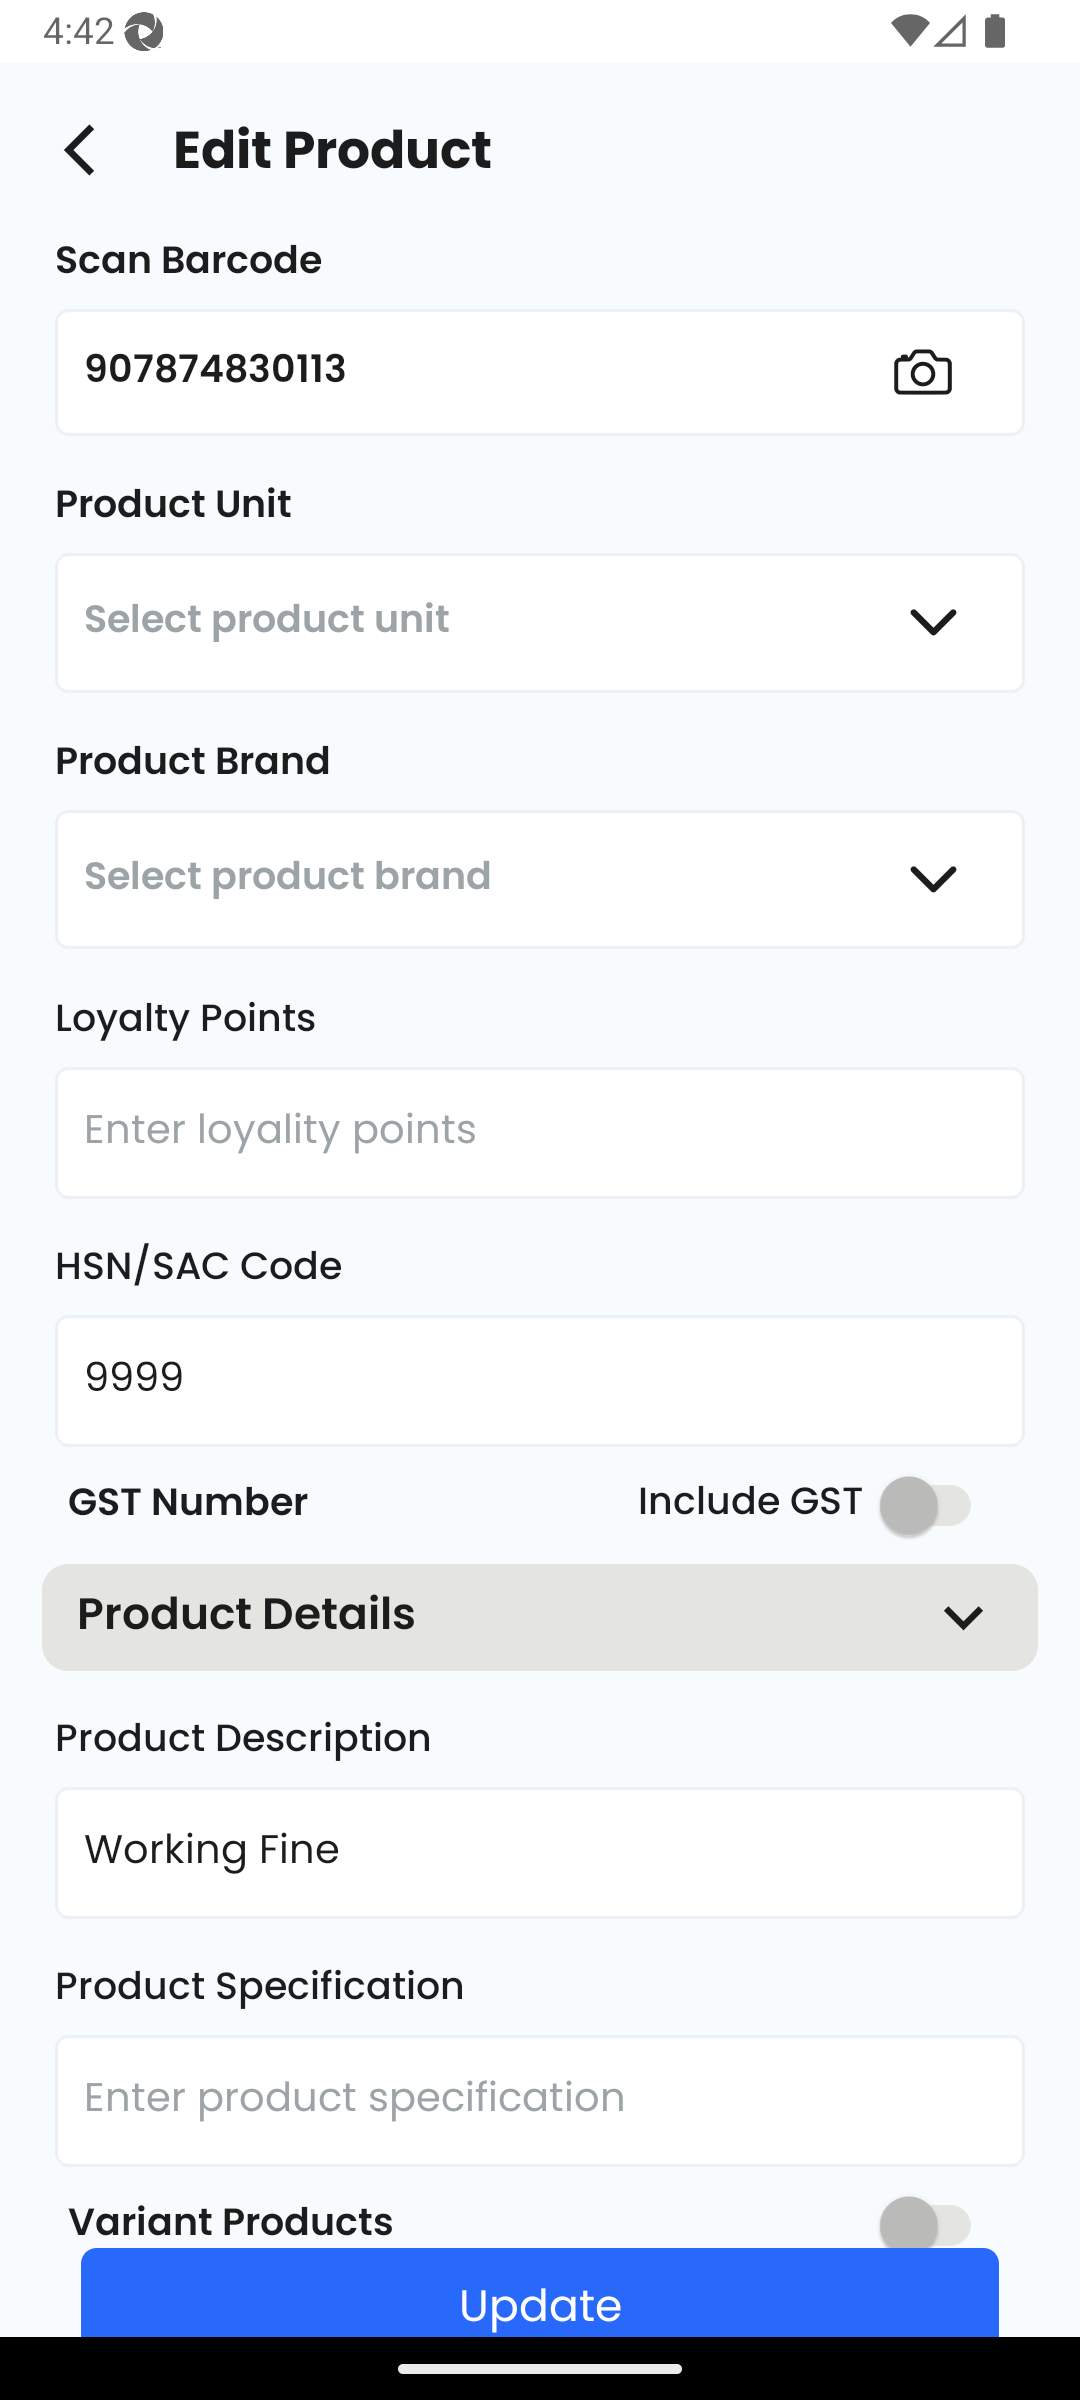 4:42
Edit Product
Scan Barcode
907874830113
Product Unit
Select product unit
Product Brand
Select product brand
Loyalty Points
Enter loyality points
HSN/SAC Code
9999
GST Number Include GST
Product Details
Product Description
Working Fine
Product Specification
Enter product specification
Variant Products
Update